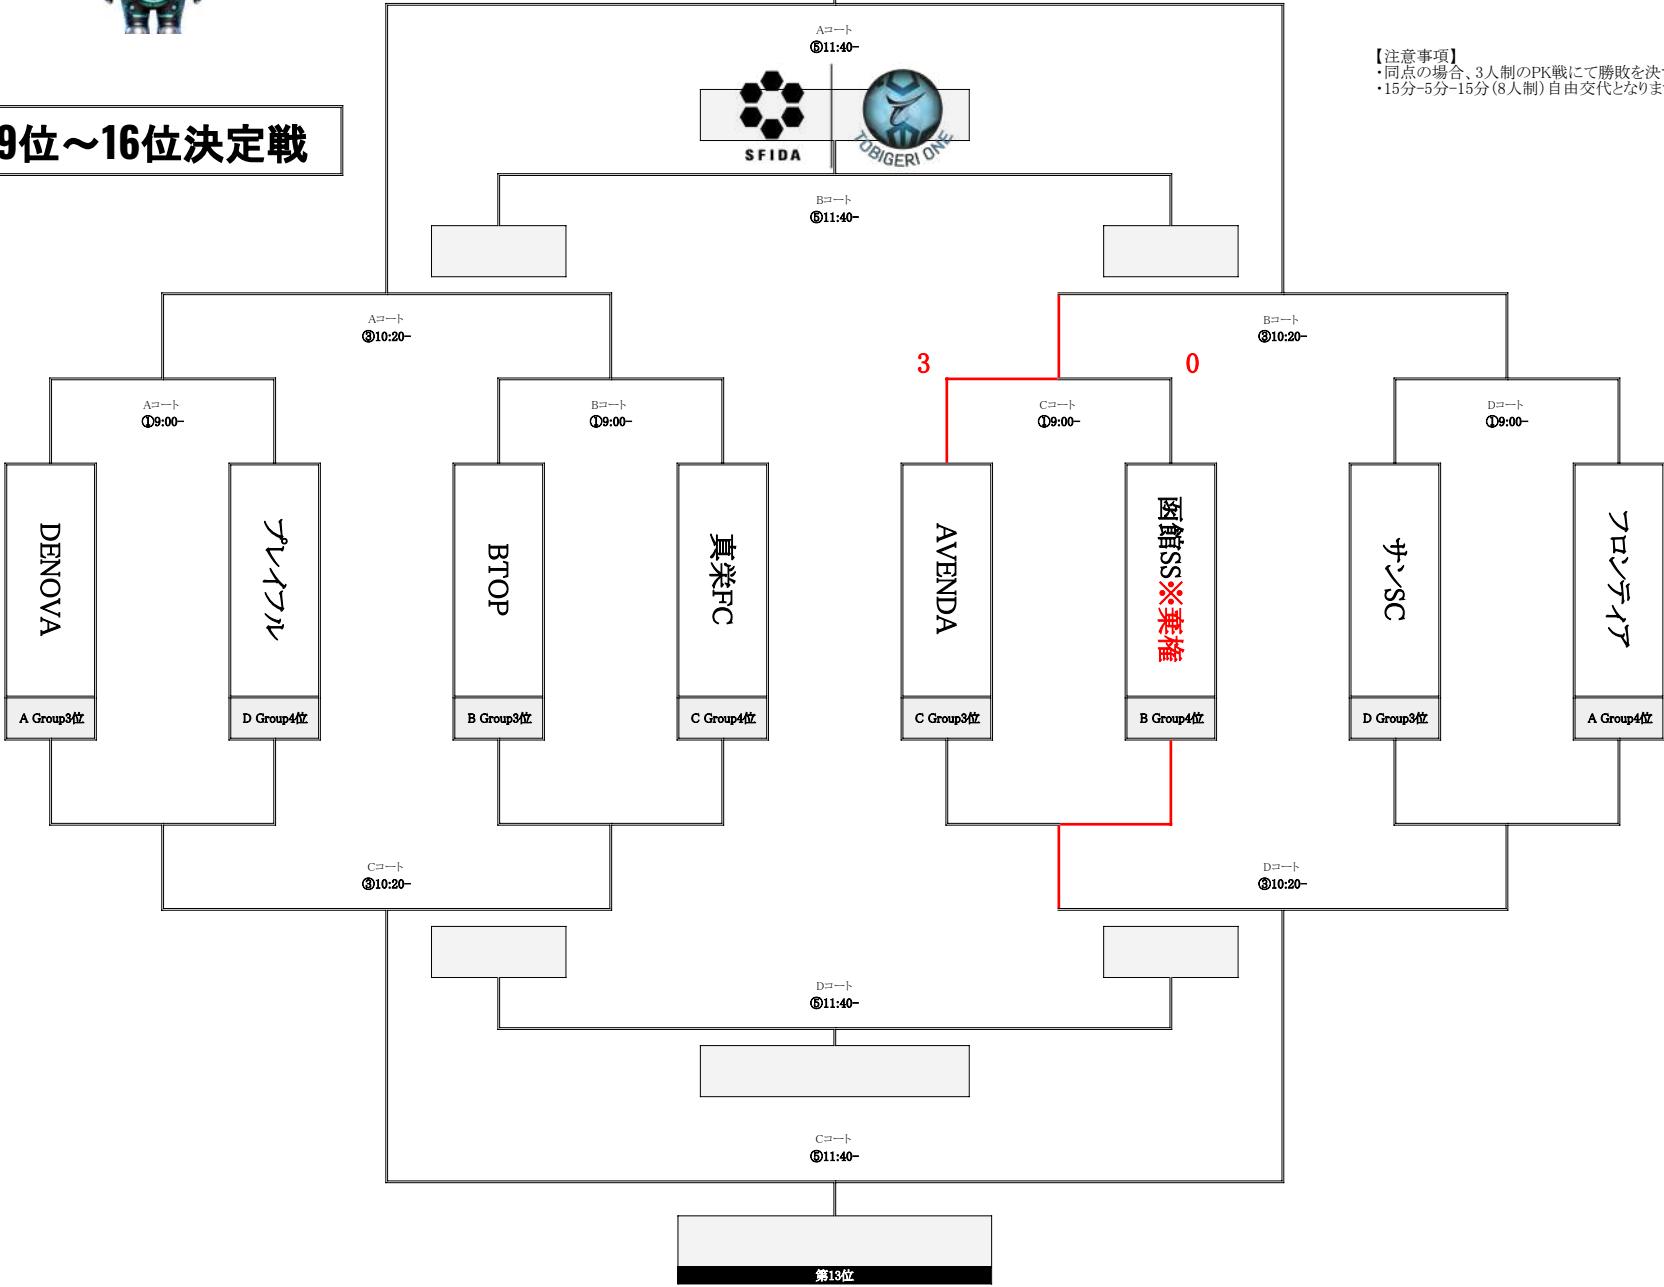 Aコート
⑤11:40-
【注意事項】
・同点の場合、3人制のPK戦にて勝敗を決
・15分-5分-15分(8人制)自由交代となりま
9位～16位決定戦
SFIDA
TOBIGERI ONE
Bコート
⑤11:40-
Aコート
③10:20-
Bコート
③10:20-
3
0
Aコート
①9:00-
Bコート
①9:00-
Cコート
①9:00-
Dコート
①9:00-
DENOVA
プレイフル
BTOP
真栄FC
AVENDA
函館SS※棄権
サンSC
フロンティア
A Group3位
D Group4位
B Group3位
C Group4位
C Group3位
B Group4位
D Group3位
A Group4位
Cコート
③10:20-
Dコート
③10:20-
Dコート
⑤11:40-
Cコート
⑤11:40-
第13位